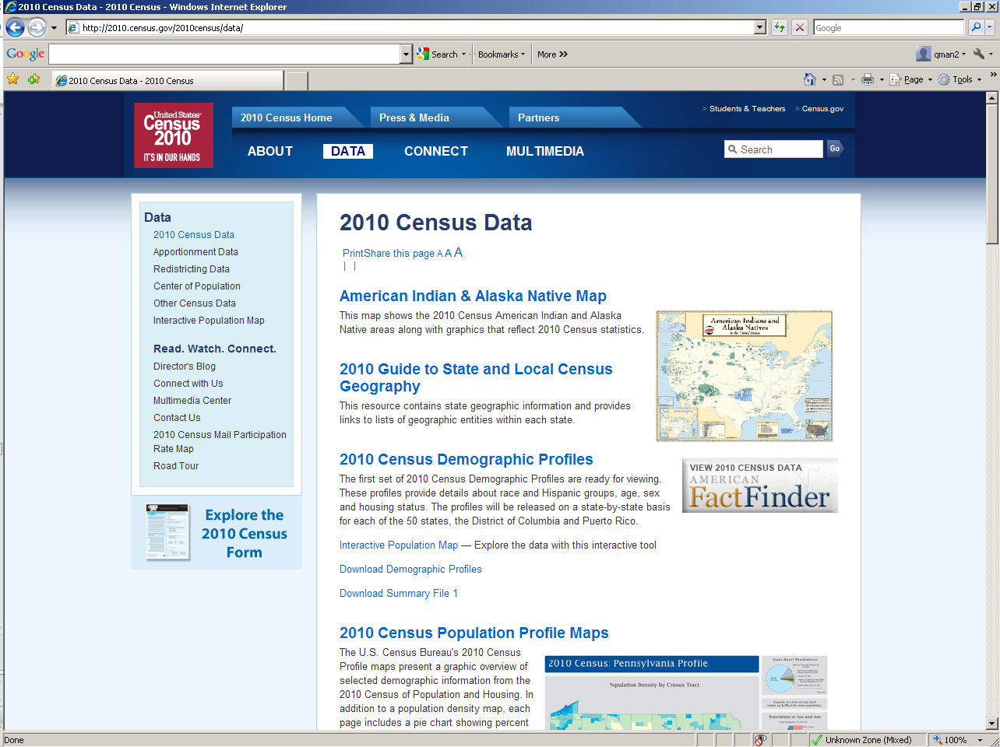 2010 Census Data - 2010 Census - Windows Internet Explorer
http://2010.census.gov/2010census/data/
Google
Google
Search
Bookmarks
More »
qman2
2010 Census Data - 2010 Census
Page
Tools
»
United States®
Census
2010
IT'S IN OUR HANDS
2010 Census Home
Press & Media
Partners
> Students & Teachers
> Census.gov
ABOUT
DATA
CONNECT
MULTIMEDIA
Search
Go
Data
2010 Census Data
Apportionment Data
Redistricting Data
Center of Population
Other Census Data
Interactive Population Map
Read. Watch. Connect.
Director's Blog
Connect with Us
Multimedia Center
Contact Us
2010 Census Mail Participation
Rate Map
Road Tour
Explore the
2010 Census
Form
2010 Census Data
PrintShare this page A A A
| |
American Indian & Alaska Native Map
This map shows the 2010 Census American Indian and Alaska
Native areas along with graphics that reflect 2010 Census statistics.
American Indians and
Alaska Natives
in the United States
2010 Guide to State and Local Census
Geography
This resource contains state geographic information and provides
links to lists of geographic entities within each state.
2010 Census Demographic Profiles
The first set of 2010 Census Demographic Profiles are ready for viewing.
These profiles provide details about race and Hispanic groups, age, sex
and housing status. The profiles will be released on a state-by-state basis
for each of the 50 states, the District of Columbia and Puerto Rico.
VIEW 2010 CENSUS DATA
AMERICAN
FactFinder
Interactive Population Map — Explore the data with this interactive tool
Download Demographic Profiles
Download Summary File 1
2010 Census Population Profile Maps
The U.S. Census Bureau's 2010 Census
Profile maps present a graphic overview of
selected demographic information from the
2010 Census of Population and Housing. In
addition to a population density map, each
page includes a pie chart showing percent
2010 Census: Pennsylvania Profile
Population Density by Census Tract
State Race* Breakdown
Population by Sex and Age
Done
Unknown Zone (Mixed)
100%